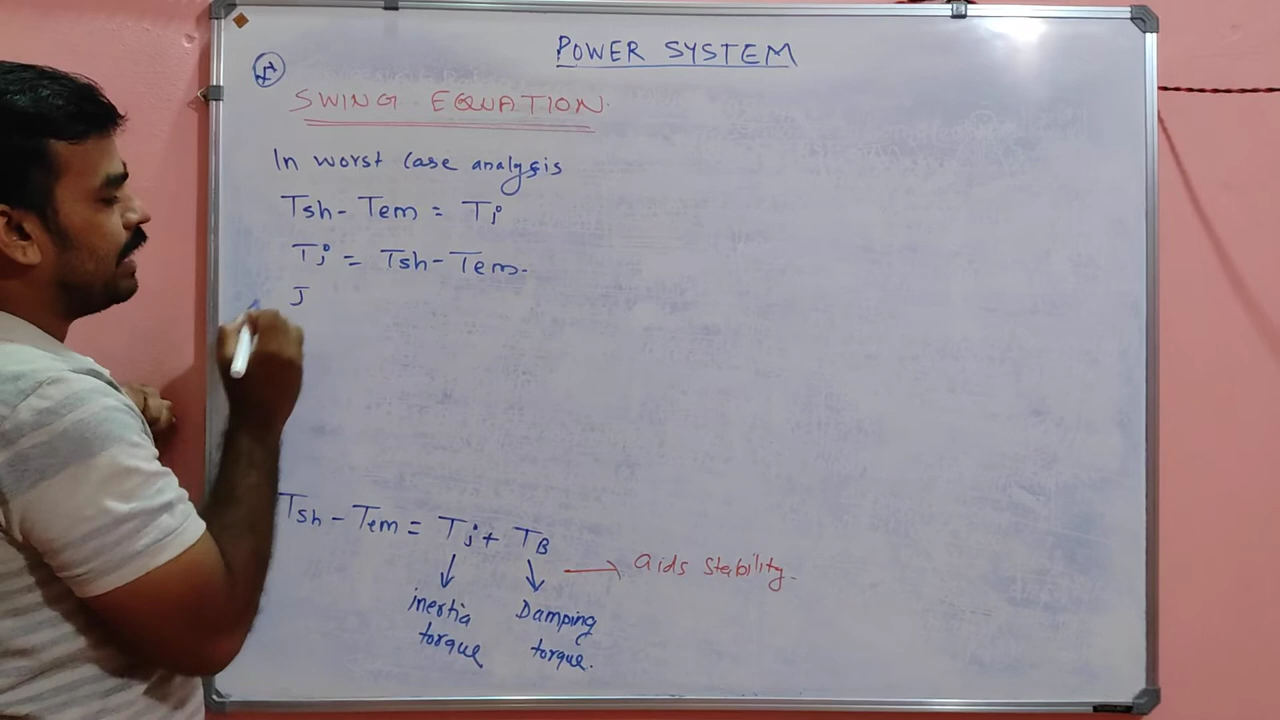 POWER SYSTEM
SWING EQUATION.
In worst case analysis
Tsh - Tem = Tj
Tj = Tsh - Tem.
J
Tsh - Tem = Tj + TB
aids stability.
inertia torque
Damping torque.